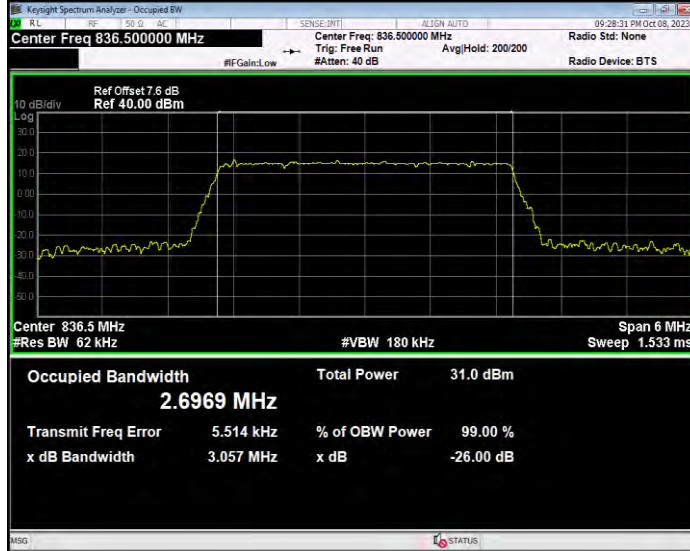 Keysight Spectrum Analyzer - Occupied BW
RL RF 50 Ω AC SENSE:INT ALIGN AUTO 09:28:31 PM Oct 08, 2023
Center Freq 836.500000 MHz Center Freq: 836.500000 MHz Radio Std: None
Trig: Free Run Avg|Hold: 200/200
#IFGain:Low #Atten: 40 dB Radio Device: BTS
Ref Offset 7.6 dB
10 dB/div Ref 40.00 dBm
Log
30.0
20.0
10.0
0.00
-10.0
-20.0
-30.0
-40.0
-50.0
Center 836.5 MHz Span 6 MHz
#Res BW 62 kHz #VBW 180 kHz Sweep 1.533 ms
Occupied Bandwidth Total Power 31.0 dBm
2.6969 MHz
Transmit Freq Error 5.514 kHz % of OBW Power 99.00 %
x dB Bandwidth 3.057 MHz x dB -26.00 dB
MSG STATUS